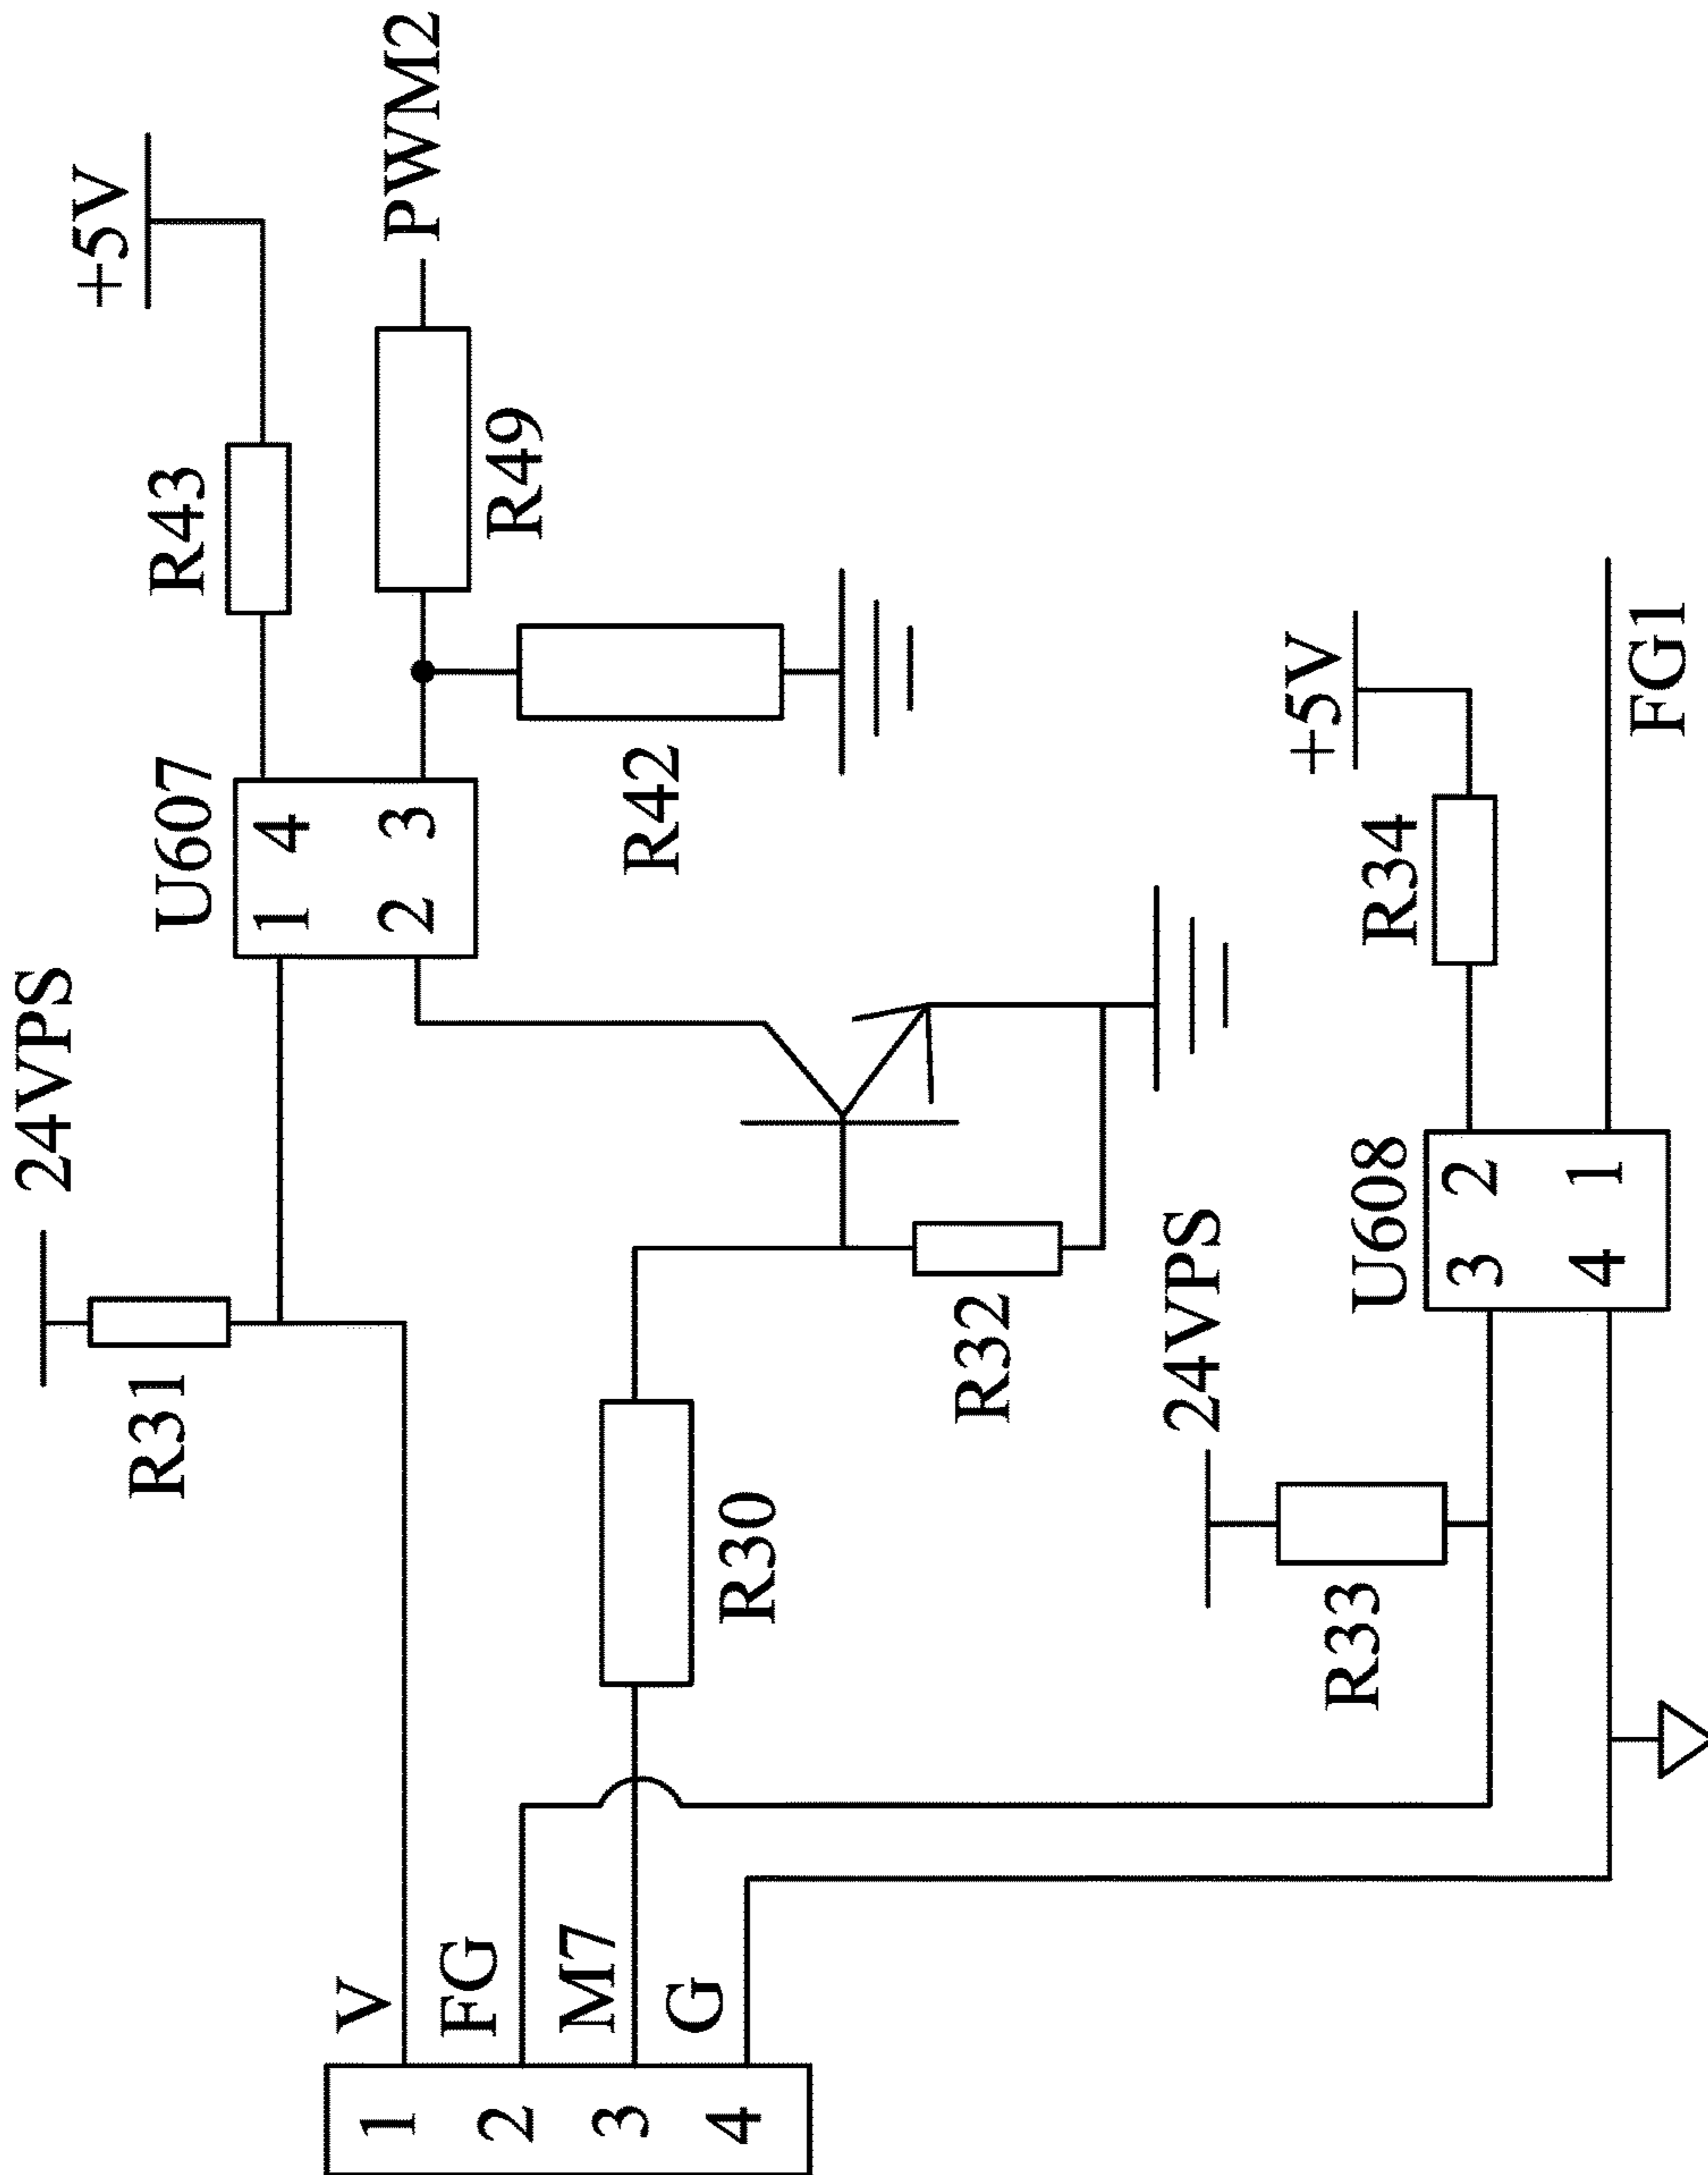 24VPS
R31
U607
1 4
2 3
R43
+5V
R49
PWM2
R42
V
FG
M7
G
1
2
3
4
R30
R32
24VPS
R33
U608
3 2
4 1
R34
+5V
FG1